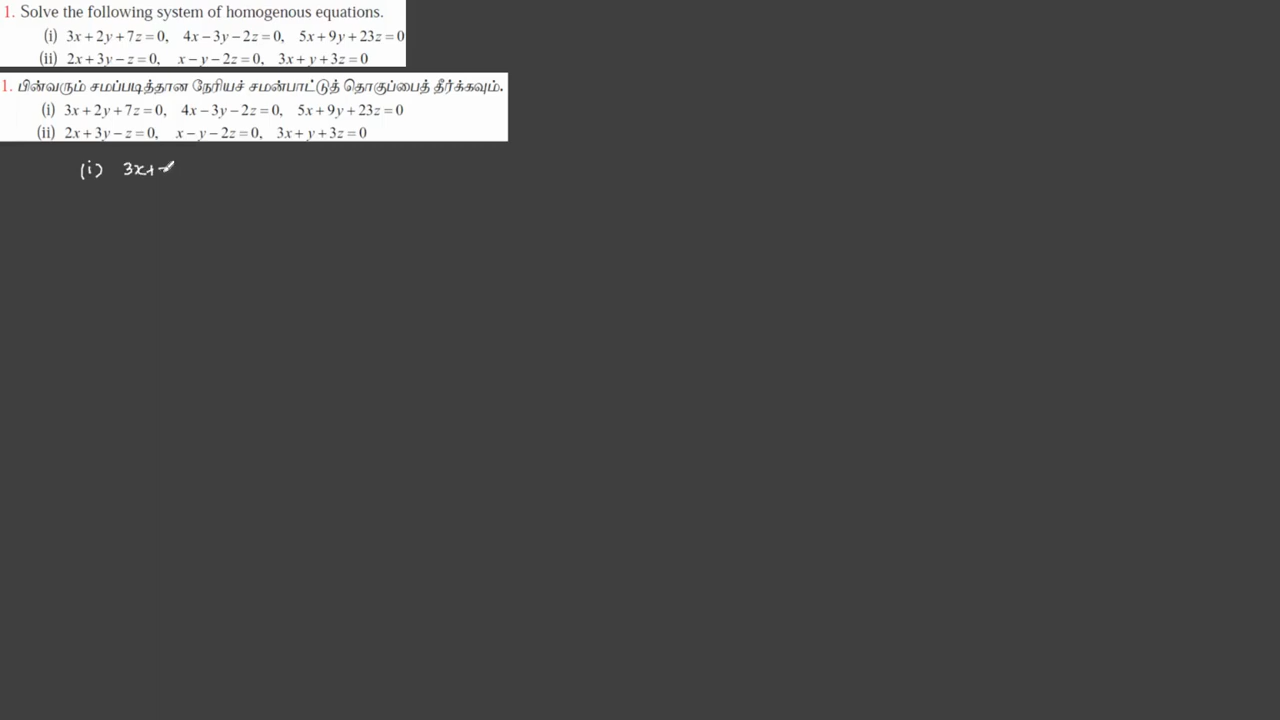 1. Solve the following system of homogenous equations.
(i) 3x + 2y + 7z = 0, 4x − 3y − 2z = 0, 5x + 9y + 23z = 0
(ii) 2x + 3y − z = 0, x − y − 2z = 0, 3x + y + 3z = 0
1. பின்வரும் சமப்படித்தான நேரியச் சமன்பாட்டுத் தொகுப்பைத் தீர்க்கவும்.
(i) 3x + 2y + 7z = 0, 4x − 3y − 2z = 0, 5x + 9y + 23z = 0
(ii) 2x + 3y − z = 0, x − y − 2z = 0, 3x + y + 3z = 0
(i) 3x+